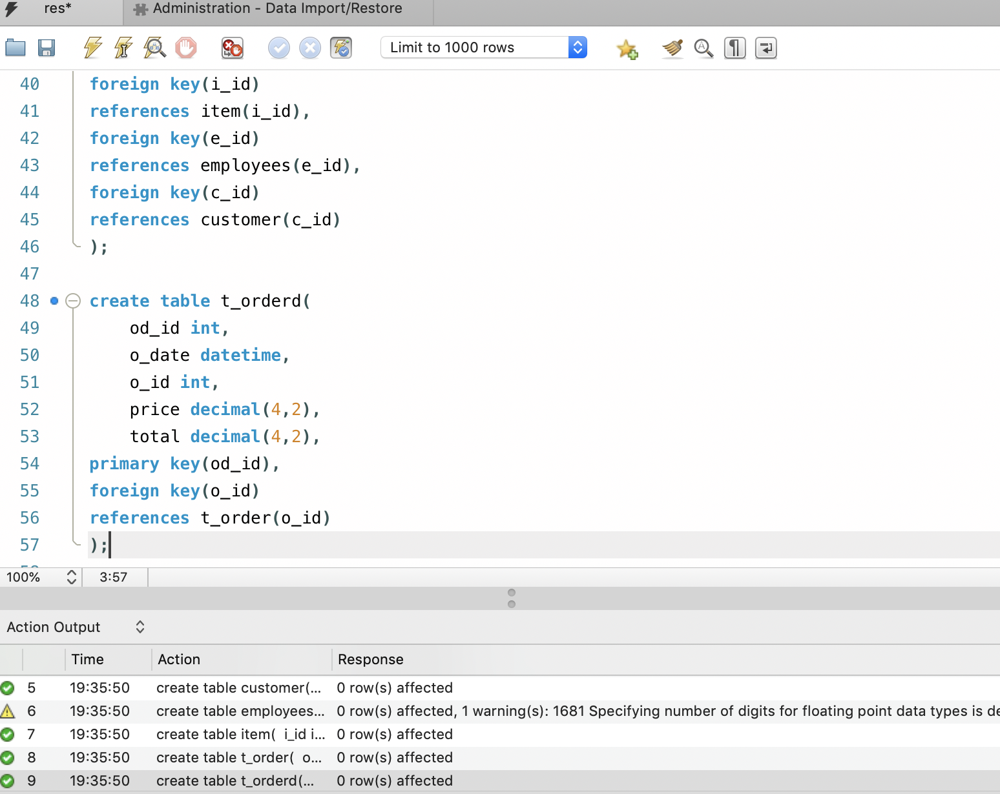 res*
Administration - Data Import/Restore
Limit to 1000 rows
40 foreign key(i_id)
41 references item(i_id),
42 foreign key(e_id)
43 references employees(e_id),
44 foreign key(c_id)
45 references customer(c_id)
46 );
47
48 create table t_orderd(
49 od_id int,
50 o_date datetime,
51 o_id int,
52 price decimal(4,2),
53 total decimal(4,2),
54 primary key(od_id),
55 foreign key(o_id)
56 references t_order(o_id)
57 );
100% 3:57
Action Output
Time Action Response
5 19:35:50 create table customer(... 0 row(s) affected
6 19:35:50 create table employees... 0 row(s) affected, 1 warning(s): 1681 Specifying number of digits for floating point data types is de
7 19:35:50 create table item( i_id i... 0 row(s) affected
8 19:35:50 create table t_order( o... 0 row(s) affected
9 19:35:50 create table t_orderd(... 0 row(s) affected